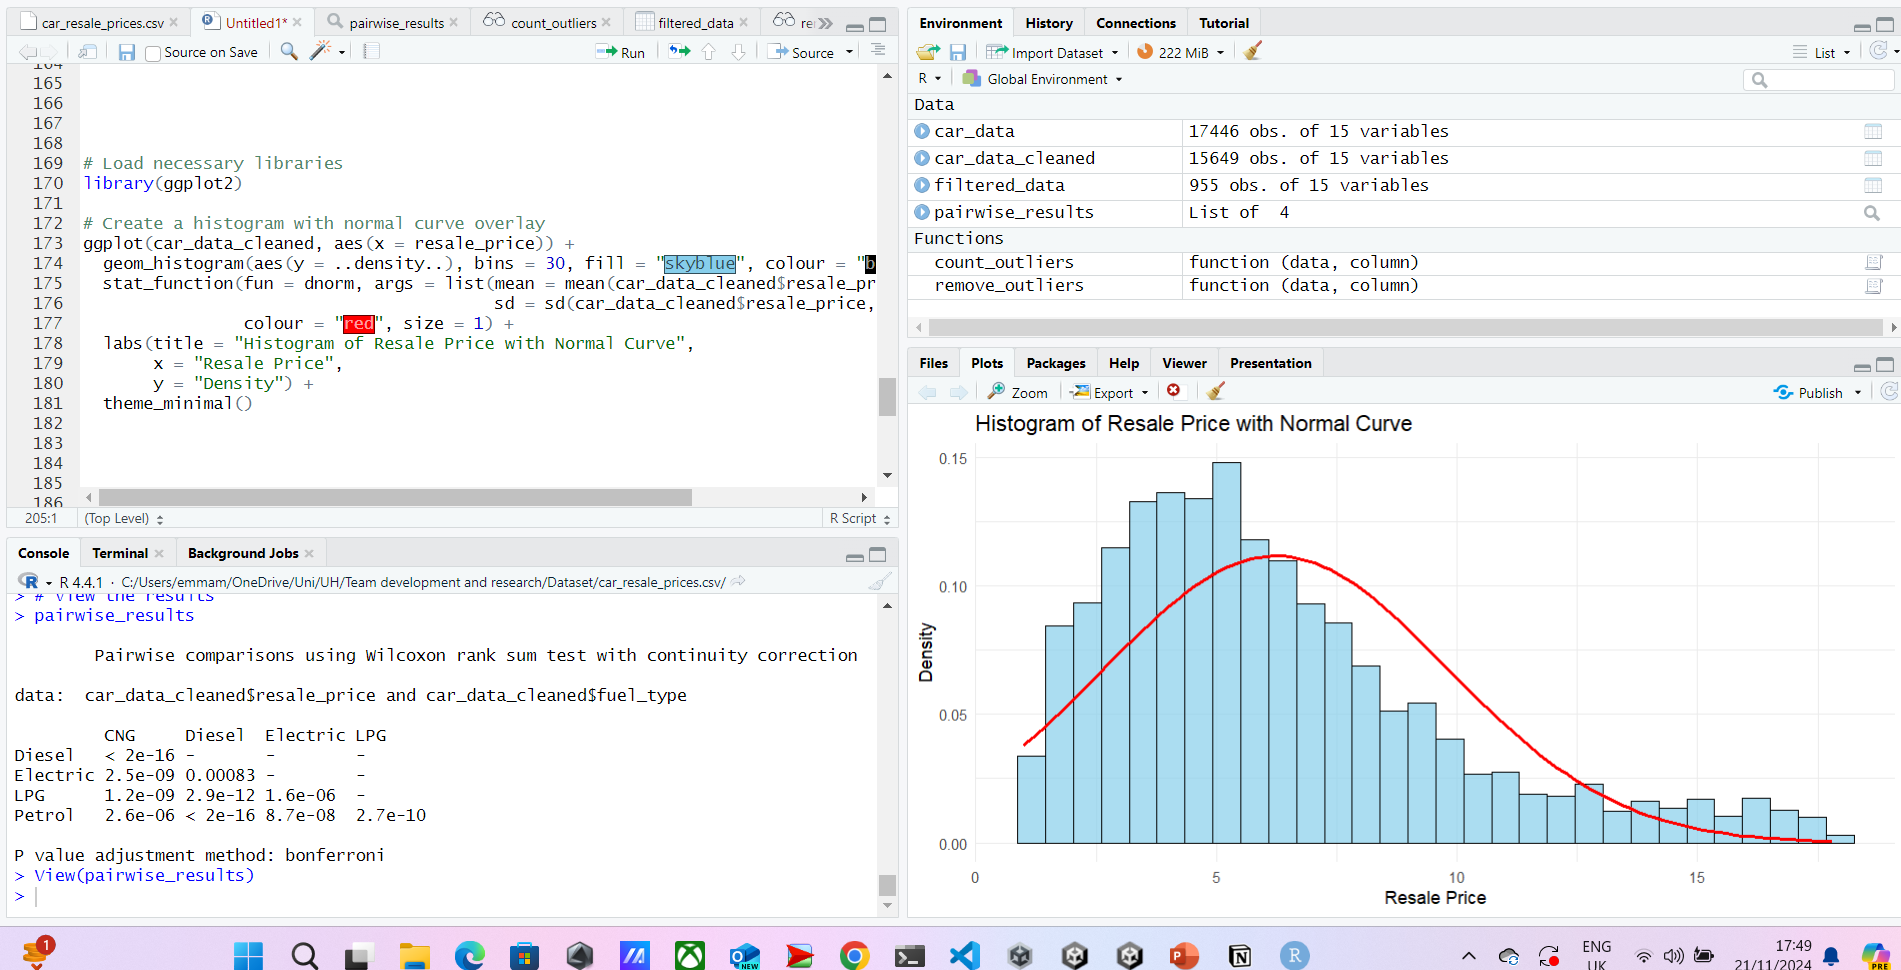 car_resale_prices.csv
Untitled1*
pairwise_results
count_outliers
filtered_data
Source on Save
Run
Source
165
166
167
168
169 # Load necessary libraries
170 library(ggplot2)
171
172 # Create a histogram with normal curve overlay
173 ggplot(car_data_cleaned, aes(x = resale_price)) +
174 geom_histogram(aes(y = ..density..), bins = 30, fill = "skyblue", colour = "b
175 stat_function(fun = dnorm, args = list(mean = mean(car_data_cleaned$resale_pr
176 sd = sd(car_data_cleaned$resale_price,
177 colour = "red", size = 1) +
178 labs(title = "Histogram of Resale Price with Normal Curve",
179 x = "Resale Price",
180 y = "Density") +
181 theme_minimal()
182
183
184
185
186
205:1 (Top Level) R Script
Console Terminal Background Jobs
R 4.4.1 · C:/Users/emmam/OneDrive/Uni/UH/Team development and research/Dataset/car_resale_prices.csv/
> # View the results
> pairwise_results
Pairwise comparisons using Wilcoxon rank sum test with continuity correction
data: car_data_cleaned$resale_price and car_data_cleaned$fuel_type
CNG Diesel Electric LPG
Diesel < 2e-16 - - -
Electric 2.5e-09 0.00083 - -
LPG 1.2e-09 2.9e-12 1.6e-06 -
Petrol 2.6e-06 < 2e-16 8.7e-08 2.7e-10
P value adjustment method: bonferroni
> View(pairwise_results)
>
Environment History Connections Tutorial
Import Dataset 222 MiB List
R Global Environment
Data
car_data 17446 obs. of 15 variables
car_data_cleaned 15649 obs. of 15 variables
filtered_data 955 obs. of 15 variables
pairwise_results List of 4
Functions
count_outliers function (data, column)
remove_outliers function (data, column)
Files Plots Packages Help Viewer Presentation
Zoom Export Publish
Histogram of Resale Price with Normal Curve
0.15
0.10
0.05
0.00
Density
0 5 10 15
Resale Price
1
NEW
ENG
UK
17:49
21/11/2024
PRE